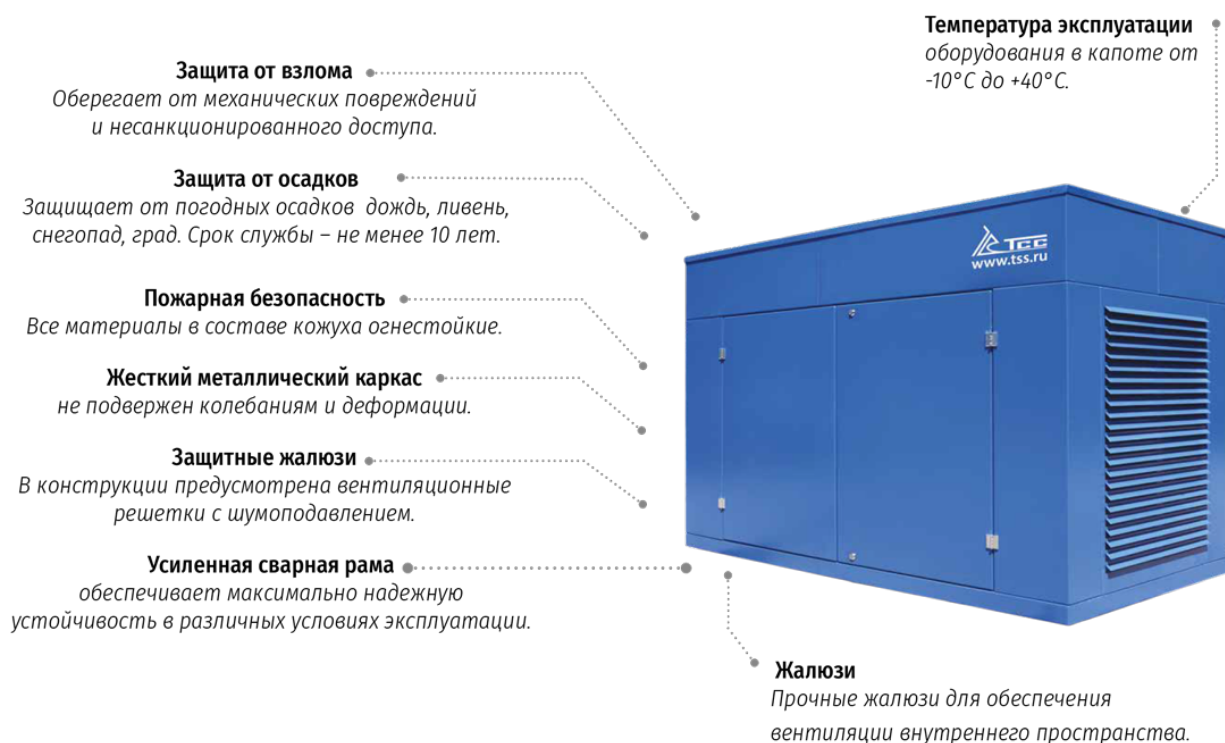 Температура эксплуатации
оборудования в капоте от
-10°С до +40°С.
Защита от взлома
Оберегает от механических повреждений
и несанкционированного доступа.
Защита от осадков
Защищает от погодных осадков дождь, ливень,
снегопад, град. Срок службы – не менее 10 лет.
Пожарная безопасность
Все материалы в составе кожуха огнестойкие.
Жесткий металлический каркас
не подвержен колебаниям и деформации.
Защитные жалюзи
В конструкции предусмотрена вентиляционные
решетки с шумоподавлением.
Усиленная сварная рама
обеспечивает максимально надежную
устойчивость в различных условиях эксплуатации.
ТСС
www.tss.ru
Жалюзи
Прочные жалюзи для обеспечения
вентиляции внутреннего пространства.